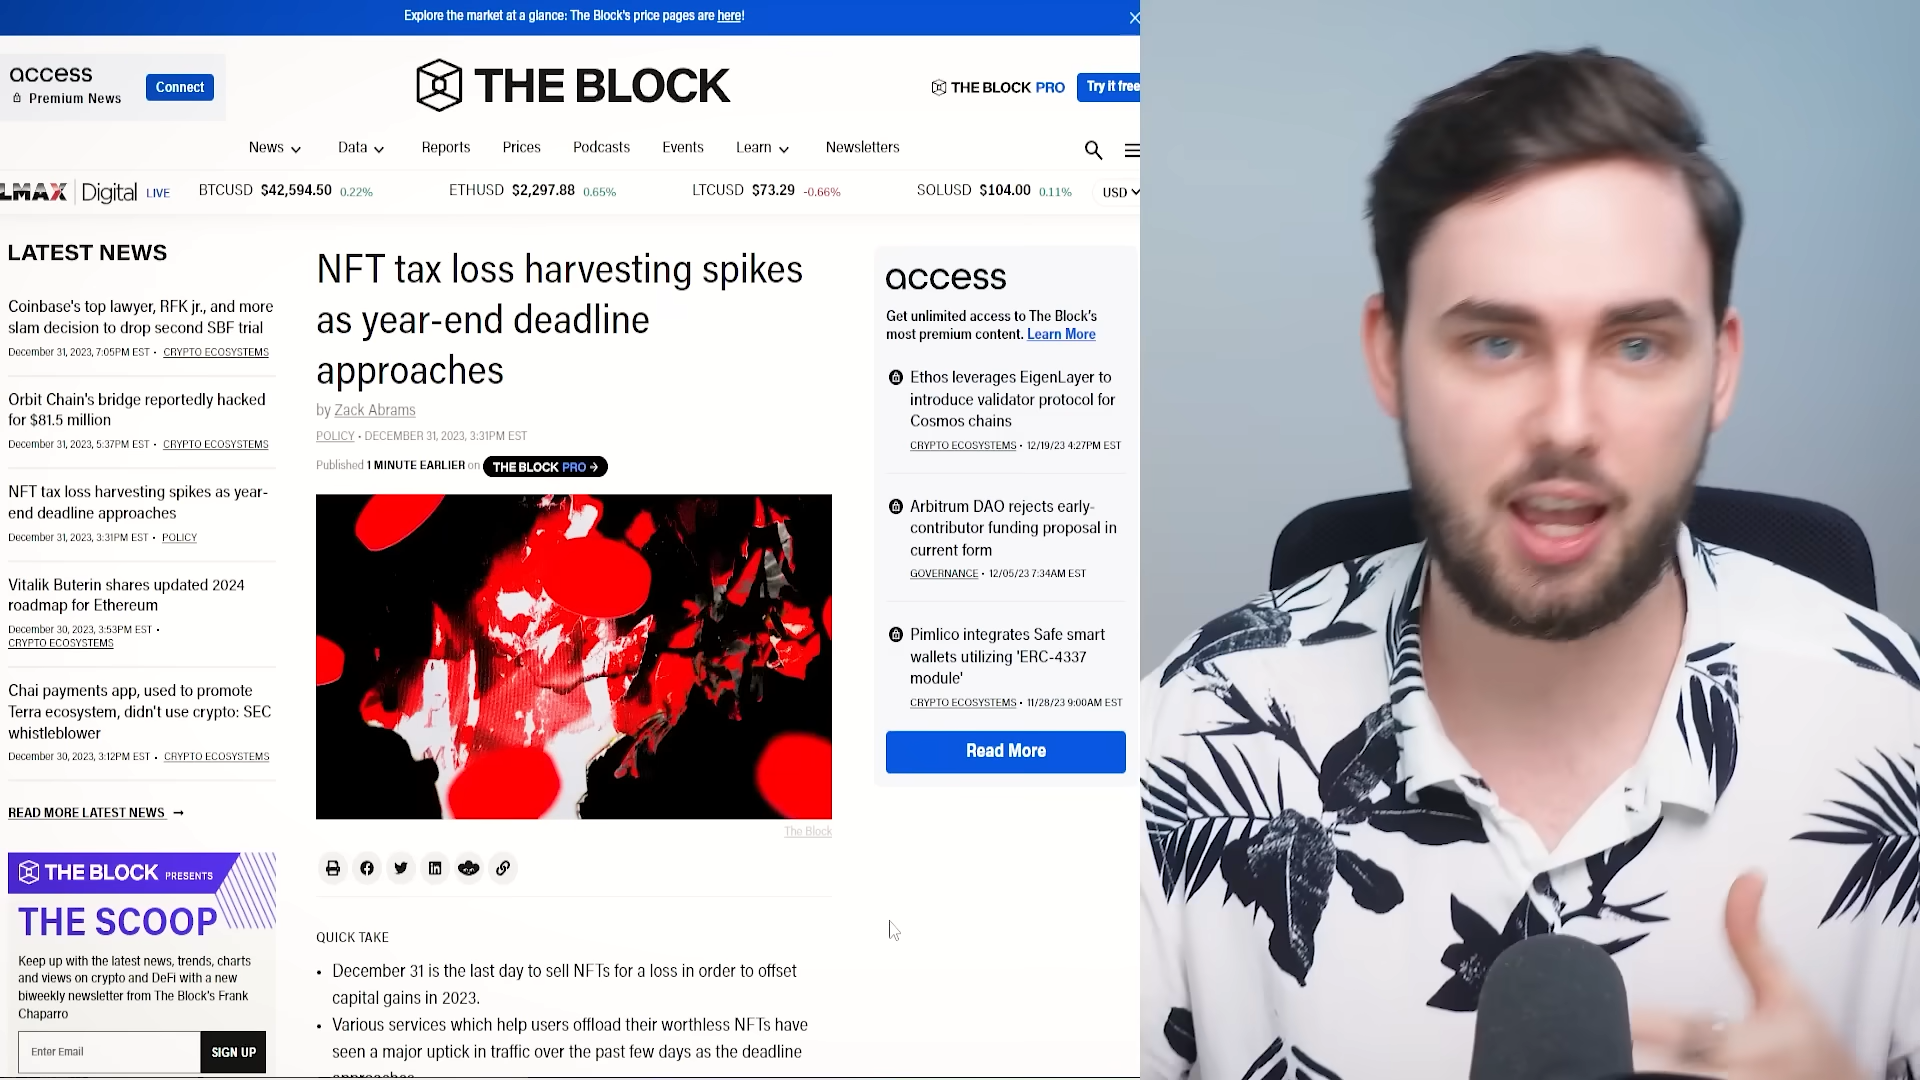 Explore the market at a glance: The Block's price pages are here!
access
Premium News
Connect
THE BLOCK
THE BLOCK PRO
Try it free
News
Data
Reports
Prices
Podcasts
Events
Learn
Newsletters
LMAX Digital LIVE
BTCUSD $42,594.50 0.22%
ETHUSD $2,297.88 0.65%
LTCUSD $73.29 -0.66%
SOLUSD $104.00 0.11%
USD
LATEST NEWS
Coinbase's top lawyer, RFK jr., and more
slam decision to drop second SBF trial
December 31, 2023, 7:05PM EST • CRYPTO ECOSYSTEMS
Orbit Chain's bridge reportedly hacked
for $81.5 million
December 31, 2023, 5:37PM EST • CRYPTO ECOSYSTEMS
NFT tax loss harvesting spikes as year-
end deadline approaches
December 31, 2023, 3:31PM EST • POLICY
Vitalik Buterin shares updated 2024
roadmap for Ethereum
December 30, 2023, 3:53PM EST •
CRYPTO ECOSYSTEMS
Chai payments app, used to promote
Terra ecosystem, didn't use crypto: SEC
whistleblower
December 30, 2023, 3:12PM EST • CRYPTO ECOSYSTEMS
READ MORE LATEST NEWS →
THE BLOCK PRESENTS
THE SCOOP
Keep up with the latest news, trends, charts
and views on crypto and DeFi with a new
biweekly newsletter from The Block's Frank
Chaparro
Enter Email
SIGN UP
NFT tax loss harvesting spikes
as year-end deadline
approaches
by Zack Abrams
POLICY • DECEMBER 31, 2023, 3:31PM EST
Published 1 MINUTE EARLIER on THE BLOCK PRO →
The Block
QUICK TAKE
• December 31 is the last day to sell NFTs for a loss in order to offset
capital gains in 2023.
• Various services which help users offload their worthless NFTs have
seen a major uptick in traffic over the past few days as the deadline
approaches.
access
Get unlimited access to The Block's
most premium content. Learn More
Ethos leverages EigenLayer to
introduce validator protocol for
Cosmos chains
CRYPTO ECOSYSTEMS • 12/19/23 4:27PM EST
Arbitrum DAO rejects early-
contributor funding proposal in
current form
GOVERNANCE • 12/05/23 7:34AM EST
Pimlico integrates Safe smart
wallets utilizing 'ERC-4337
module'
CRYPTO ECOSYSTEMS • 11/28/23 9:00AM EST
Read More